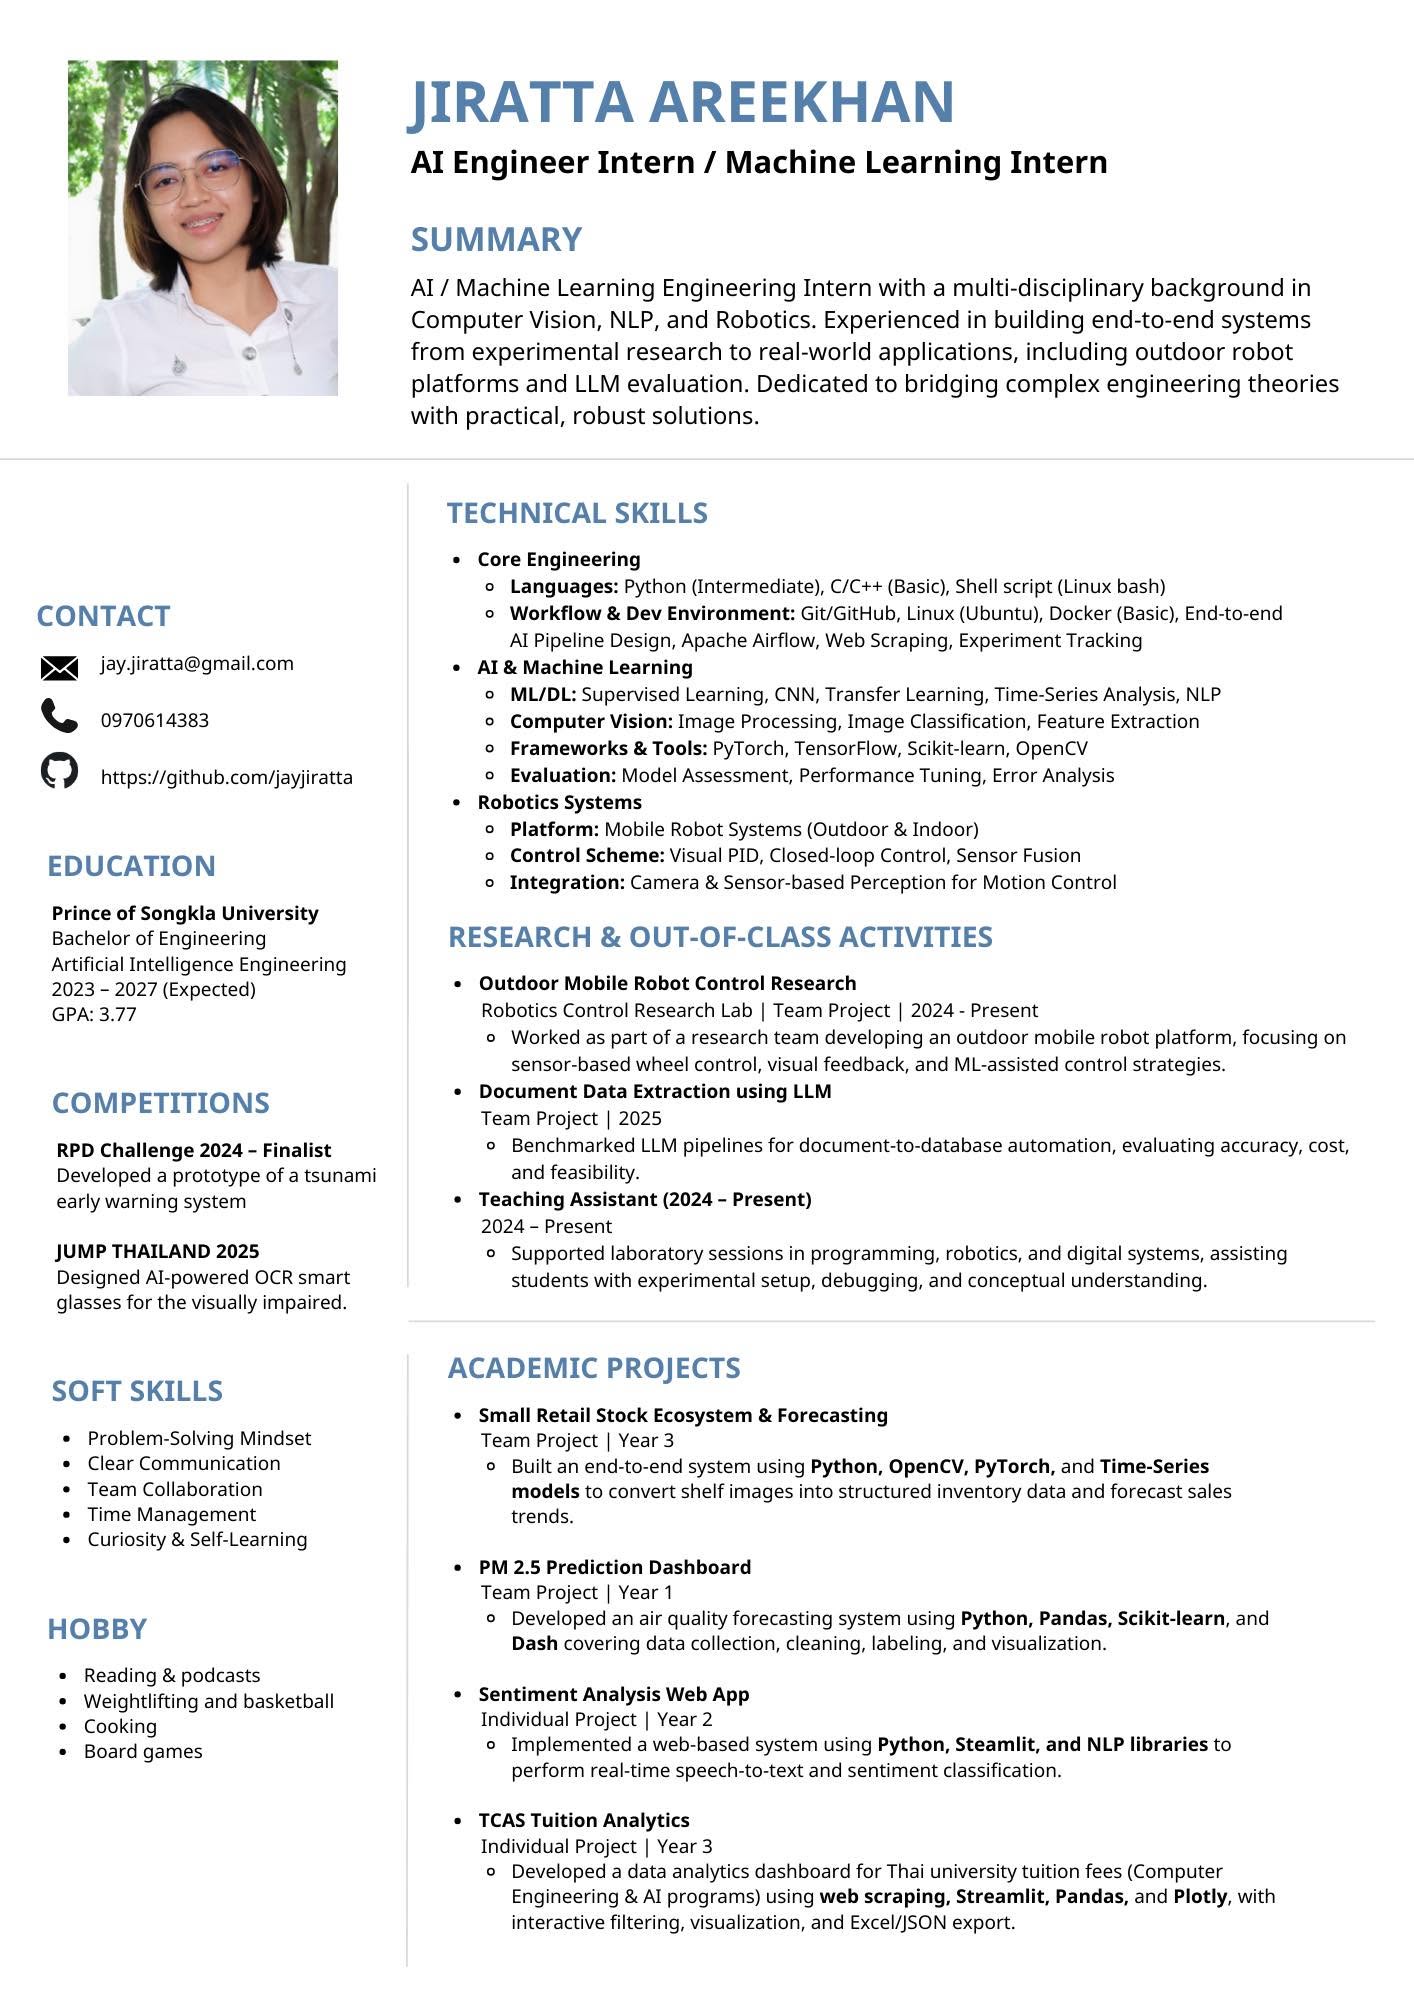 JIRATTA AREEKHAN
AI Engineer Intern / Machine Learning Intern
SUMMARY
AI / Machine Learning Engineering Intern with a multi-disciplinary background in
Computer Vision, NLP, and Robotics. Experienced in building end-to-end systems
from experimental research to real-world applications, including outdoor robot
platforms and LLM evaluation. Dedicated to bridging complex engineering theories
with practical, robust solutions.
CONTACT
jay.jiratta@gmail.com
0970614383
https://github.com/jayjiratta
EDUCATION
Prince of Songkla University
Bachelor of Engineering
Artificial Intelligence Engineering
2023 – 2027 (Expected)
GPA: 3.77
COMPETITIONS
RPD Challenge 2024 – Finalist
Developed a prototype of a tsunami
early warning system
JUMP THAILAND 2025
Designed AI-powered OCR smart
glasses for the visually impaired.
SOFT SKILLS
• Problem-Solving Mindset
• Clear Communication
• Team Collaboration
• Time Management
• Curiosity & Self-Learning
HOBBY
• Reading & podcasts
• Weightlifting and basketball
• Cooking
• Board games
TECHNICAL SKILLS
• Core Engineering
◦ Languages: Python (Intermediate), C/C++ (Basic), Shell script (Linux bash)
◦ Workflow & Dev Environment: Git/GitHub, Linux (Ubuntu), Docker (Basic), End-to-end
AI Pipeline Design, Apache Airflow, Web Scraping, Experiment Tracking
• AI & Machine Learning
◦ ML/DL: Supervised Learning, CNN, Transfer Learning, Time-Series Analysis, NLP
◦ Computer Vision: Image Processing, Image Classification, Feature Extraction
◦ Frameworks & Tools: PyTorch, TensorFlow, Scikit-learn, OpenCV
◦ Evaluation: Model Assessment, Performance Tuning, Error Analysis
• Robotics Systems
◦ Platform: Mobile Robot Systems (Outdoor & Indoor)
◦ Control Scheme: Visual PID, Closed-loop Control, Sensor Fusion
◦ Integration: Camera & Sensor-based Perception for Motion Control
RESEARCH & OUT-OF-CLASS ACTIVITIES
• Outdoor Mobile Robot Control Research
Robotics Control Research Lab | Team Project | 2024 - Present
◦ Worked as part of a research team developing an outdoor mobile robot platform, focusing on
sensor-based wheel control, visual feedback, and ML-assisted control strategies.
• Document Data Extraction using LLM
Team Project | 2025
◦ Benchmarked LLM pipelines for document-to-database automation, evaluating accuracy, cost,
and feasibility.
• Teaching Assistant (2024 – Present)
2024 – Present
◦ Supported laboratory sessions in programming, robotics, and digital systems, assisting
students with experimental setup, debugging, and conceptual understanding.
ACADEMIC PROJECTS
• Small Retail Stock Ecosystem & Forecasting
Team Project | Year 3
◦ Built an end-to-end system using Python, OpenCV, PyTorch, and Time-Series
models to convert shelf images into structured inventory data and forecast sales
trends.
• PM 2.5 Prediction Dashboard
Team Project | Year 1
◦ Developed an air quality forecasting system using Python, Pandas, Scikit-learn, and
Dash covering data collection, cleaning, labeling, and visualization.
• Sentiment Analysis Web App
Individual Project | Year 2
◦ Implemented a web-based system using Python, Steamlit, and NLP libraries to
perform real-time speech-to-text and sentiment classification.
• TCAS Tuition Analytics
Individual Project | Year 3
◦ Developed a data analytics dashboard for Thai university tuition fees (Computer
Engineering & AI programs) using web scraping, Streamlit, Pandas, and Plotly, with
interactive filtering, visualization, and Excel/JSON export.